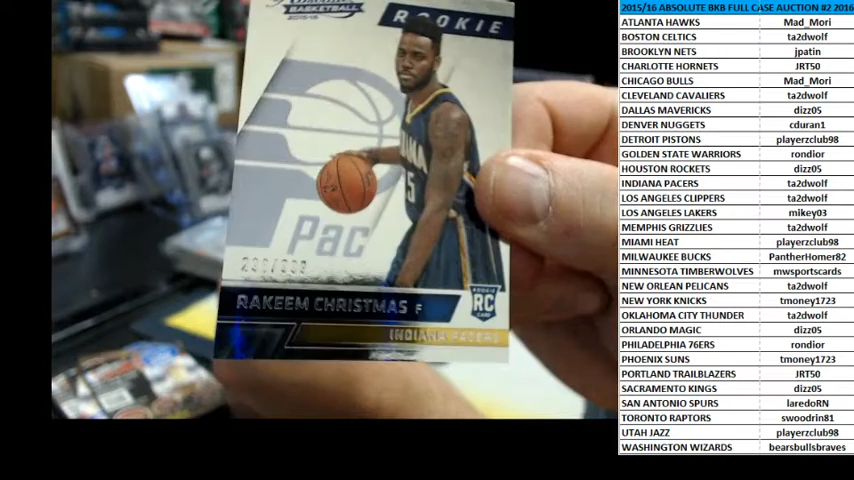 BASKETBALL
2015-16
ROOKIE
Pac
RAKEEM CHRISTMAS F
ROOKIE
RC
CARD
INDIANA PACERS
2015/16 ABSOLUTE BKB FULL CASE AUCTION #2 2016
ATLANTA HAWKS Mad_Mori
BOSTON CELTICS ta2dwolf
BROOKLYN NETS jpatin
CHARLOTTE HORNETS JRT50
CHICAGO BULLS Mad_Mori
CLEVELAND CAVALIERS ta2dwolf
DALLAS MAVERICKS dizz05
DENVER NUGGETS cduran1
DETROIT PISTONS playerzclub98
GOLDEN STATE WARRIORS rondior
HOUSTON ROCKETS dizz05
INDIANA PACERS ta2dwolf
LOS ANGELES CLIPPERS ta2dwolf
LOS ANGELES LAKERS mikey03
MEMPHIS GRIZZLIES ta2dwolf
MIAMI HEAT playerzclub98
MILWAUKEE BUCKS PantherHomer82
MINNESOTA TIMBERWOLVES mwsportscards
NEW ORLEAN PELICANS ta2dwolf
NEW YORK KNICKS tmoney1723
OKLAHOMA CITY THUNDER ta2dwolf
ORLANDO MAGIC dizz05
PHILADELPHIA 76ERS rondior
PHOENIX SUNS tmoney1723
PORTLAND TRAILBLAZERS JRT50
SACRAMENTO KINGS dizz05
SAN ANTONIO SPURS laredoRN
TORONTO RAPTORS swoodrin81
UTAH JAZZ playerzclub98
WASHINGTON WIZARDS bearsbullsbraves